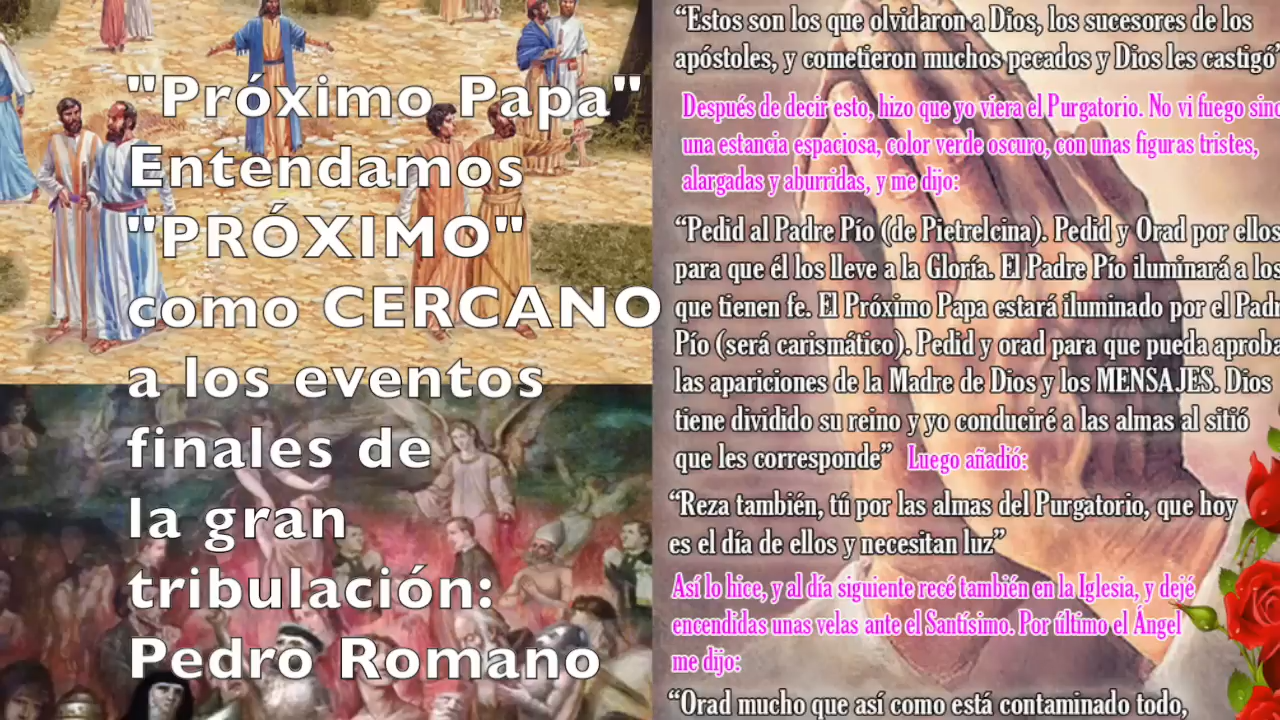 "Próximo Papa"
Entendamos
"PRÓXIMO"
como CERCANO
a los eventos
finales de
la gran
tribulación:
Pedro Romano
“Estos son los que olvidaron a Dios, los sucesores de los
apóstoles, y cometieron muchos pecados y Dios les castigó”
Después de decir esto, hizo que yo viera el Purgatorio. No vi fuego sino
una estancia espaciosa, color verde oscuro, con unas figuras tristes,
alargadas y aburridas, y me dijo:
“Pedid al Padre Pío (de Pietrelcina). Pedid y Orad por ellos
para que él los lleve a la Gloría. El Padre Pío iluminará a los
que tienen fe. El Próximo Papa estará iluminado por el
Pío (será carismático). Pedid y orad para que pueda
las apariciones de la Madre de Dios y los MENSAJES. Dios
tiene dividido su reino y yo conduciré a las almas al sitió
que les corresponde” Luego añadió:
“Reza también, tú por las almas del Purgatorio, que hoy
es el día de ellos y necesitan luz”
Así lo hice, y al día siguiente recé también en la Iglesia, y dejé
encendidas unas velas ante el Santísimo. Por último el Ángel
me dijo:
“Orad mucho que así como está contaminado todo,